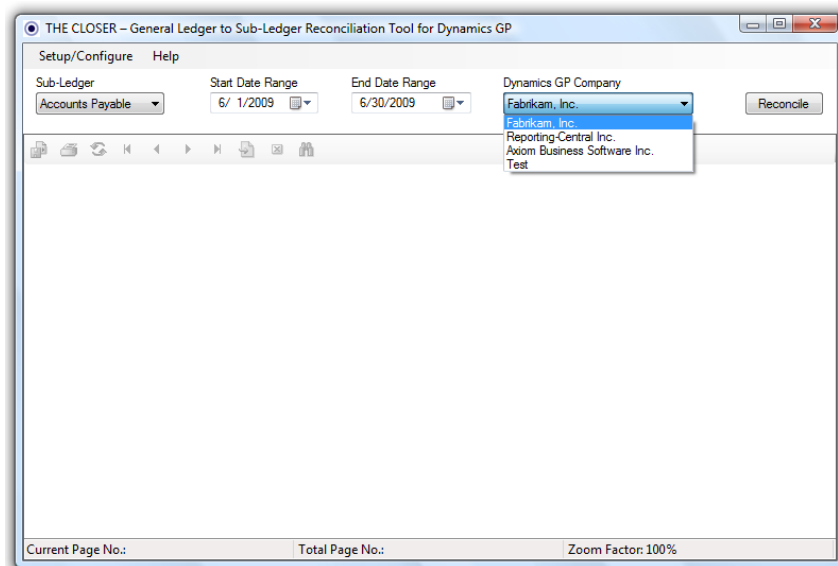 THE CLOSER – General Ledger to Sub-Ledger Reconciliation Tool for Dynamics GP
Setup/Configure Help
Sub-Ledger Start Date Range End Date Range Dynamics GP Company
Accounts Payable 6/ 1/2009 6/30/2009 Fabrikam, Inc. Reconcile
Fabrikam, Inc.
Reporting-Central Inc.
Axiom Business Software Inc.
Test
Current Page No.: Total Page No.: Zoom Factor: 100%